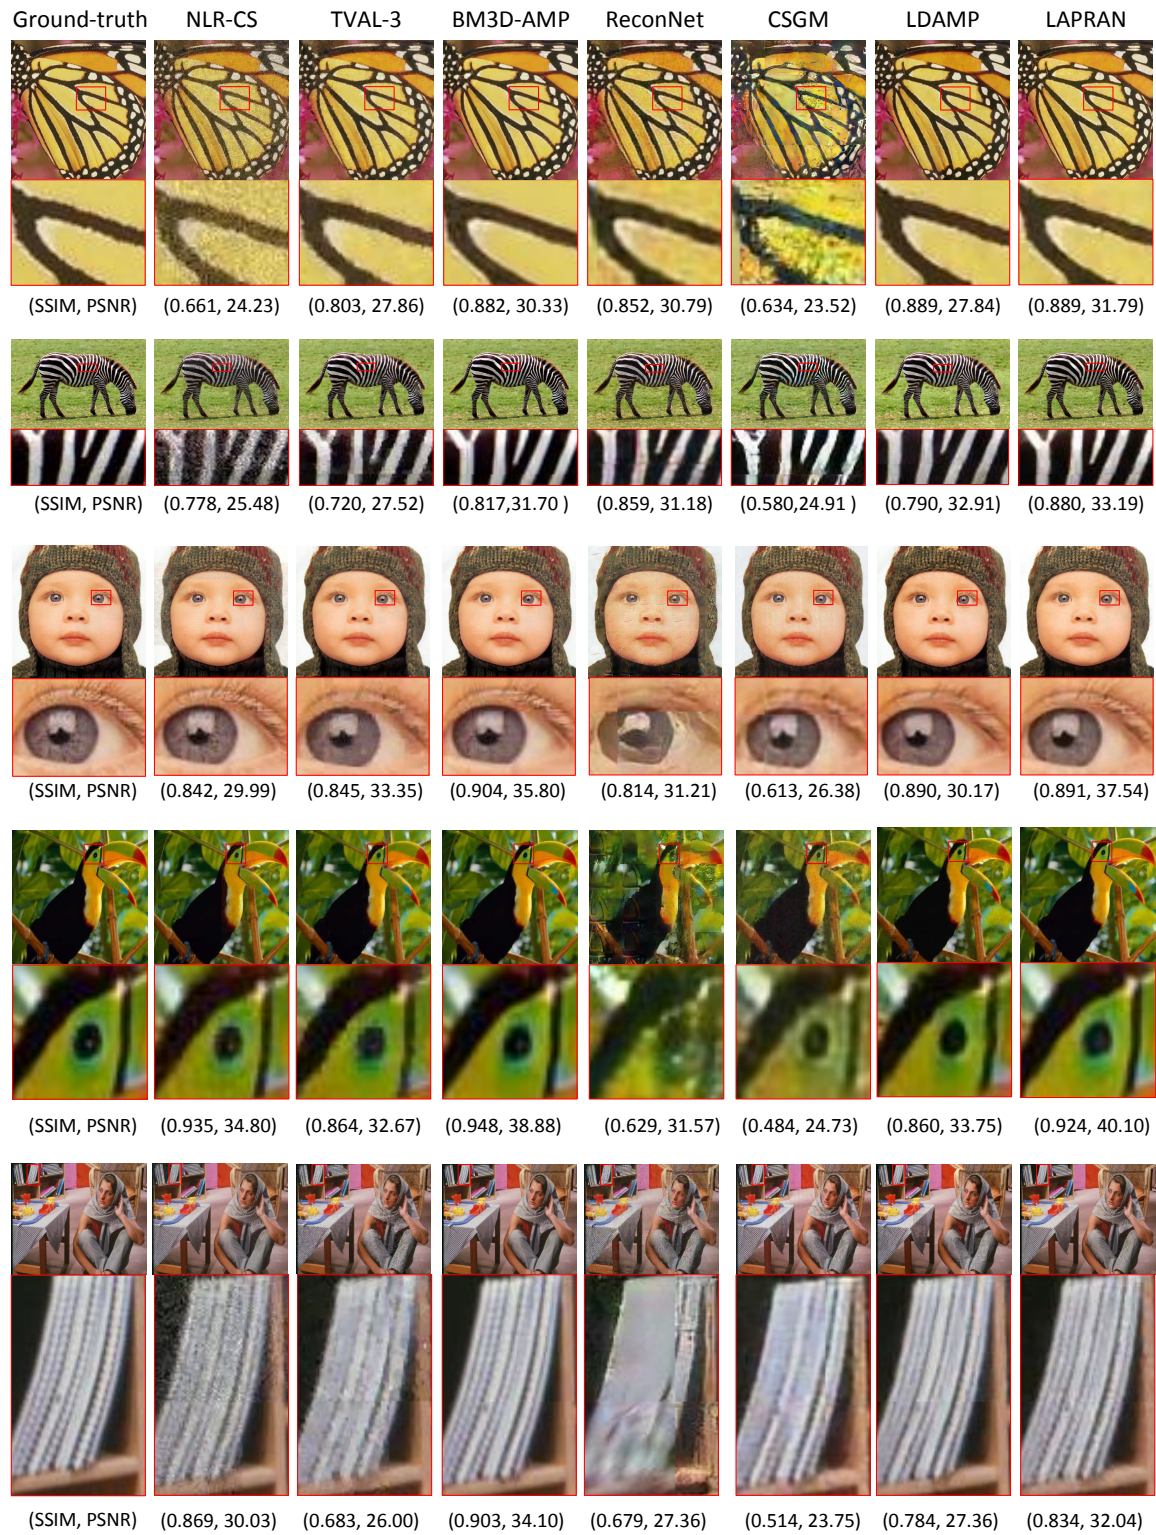 Ground-truth NLR-CS TVAL-3 BM3D-AMP ReconNet CSGM LDAMP LAPRAN
(SSIM, PSNR) (0.661, 24.23) (0.803, 27.86) (0.882, 30.33) (0.852, 30.79) (0.634, 23.52) (0.889, 27.84) (0.889, 31.79)
(SSIM, PSNR) (0.778, 25.48) (0.720, 27.52) (0.817,31.70 ) (0.859, 31.18) (0.580,24.91 ) (0.790, 32.91) (0.880, 33.19)
(SSIM, PSNR) (0.842, 29.99) (0.845, 33.35) (0.904, 35.80) (0.814, 31.21) (0.613, 26.38) (0.890, 30.17) (0.891, 37.54)
(SSIM, PSNR) (0.935, 34.80) (0.864, 32.67) (0.948, 38.88) (0.629, 31.57) (0.484, 24.73) (0.860, 33.75) (0.924, 40.10)
(SSIM, PSNR) (0.869, 30.03) (0.683, 26.00) (0.903, 34.10) (0.679, 27.36) (0.514, 23.75) (0.784, 27.36) (0.834, 32.04)